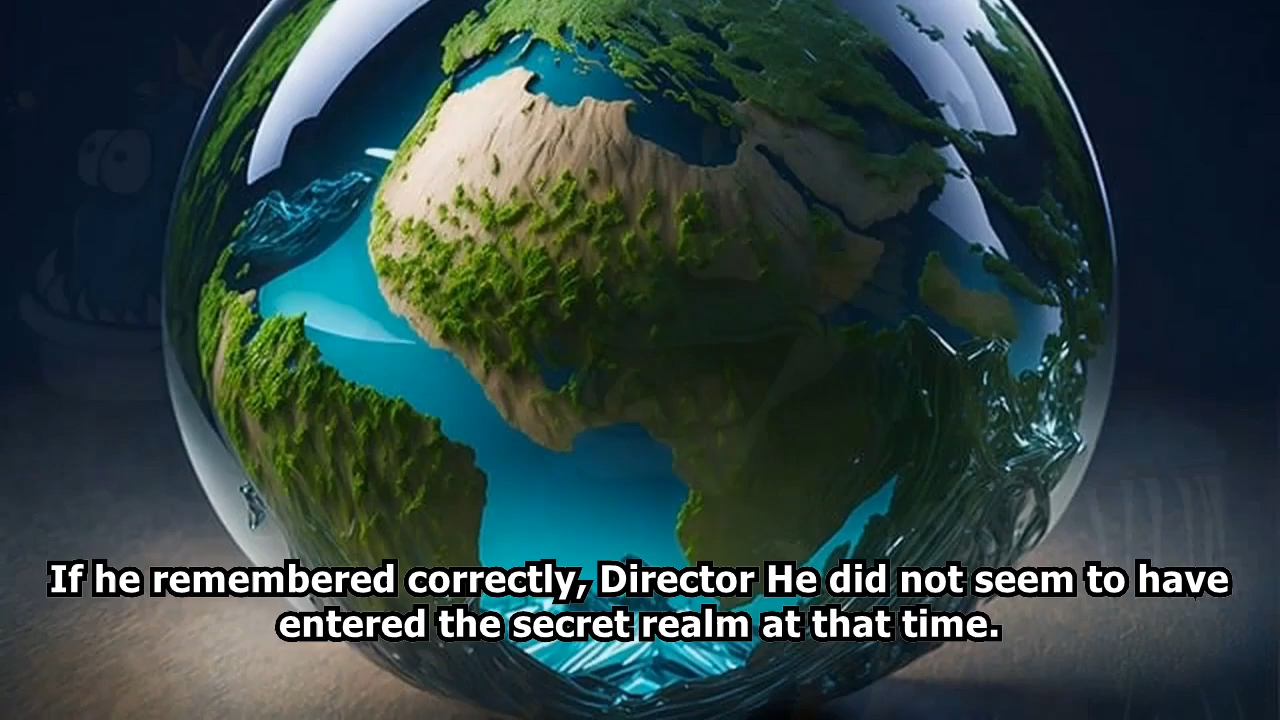 If he remembered correctly, Director He did not seem to have
entered the secret realm at that time.